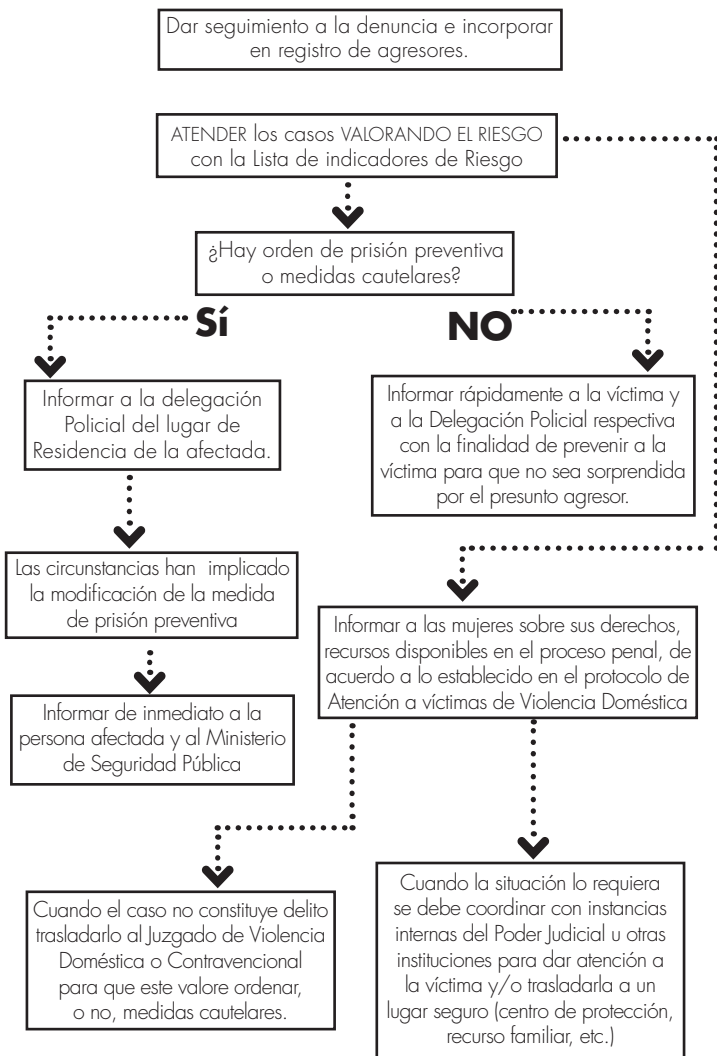 Dar seguimiento a la denuncia e incorporar
en registro de agresores.
ATENDER los casos VALORANDO EL RIESGO
con la Lista de indicadores de Riesgo
¿Hay orden de prisión preventiva
o medidas cautelares?
Sí
NO
Informar a la delegación
Policial del lugar de
Residencia de la afectada.
Informar rápidamente a la víctima y
a la Delegación Policial respectiva
con la finalidad de prevenir a la
víctima para que no sea sorprendida
por el presunto agresor.
Las circunstancias han implicado
la modificación de la medida
de prisión preventiva
Informar a las mujeres sobre sus derechos,
recursos disponibles en el proceso penal, de
acuerdo a lo establecido en el protocolo de
Atención a víctimas de Violencia Doméstica
Informar de inmediato a la
persona afectada y al Ministerio
de Seguridad Pública
Cuando el caso no constituye delito
trasladarlo al Juzgado de Violencia
Doméstica o Contravencional
para que este valore ordenar,
o no, medidas cautelares.
Cuando la situación lo requiera
se debe coordinar con instancias
internas del Poder Judicial u otras
instituciones para dar atención a
la víctima y/o trasladarla a un
lugar seguro (centro de protección,
recurso familiar, etc.)